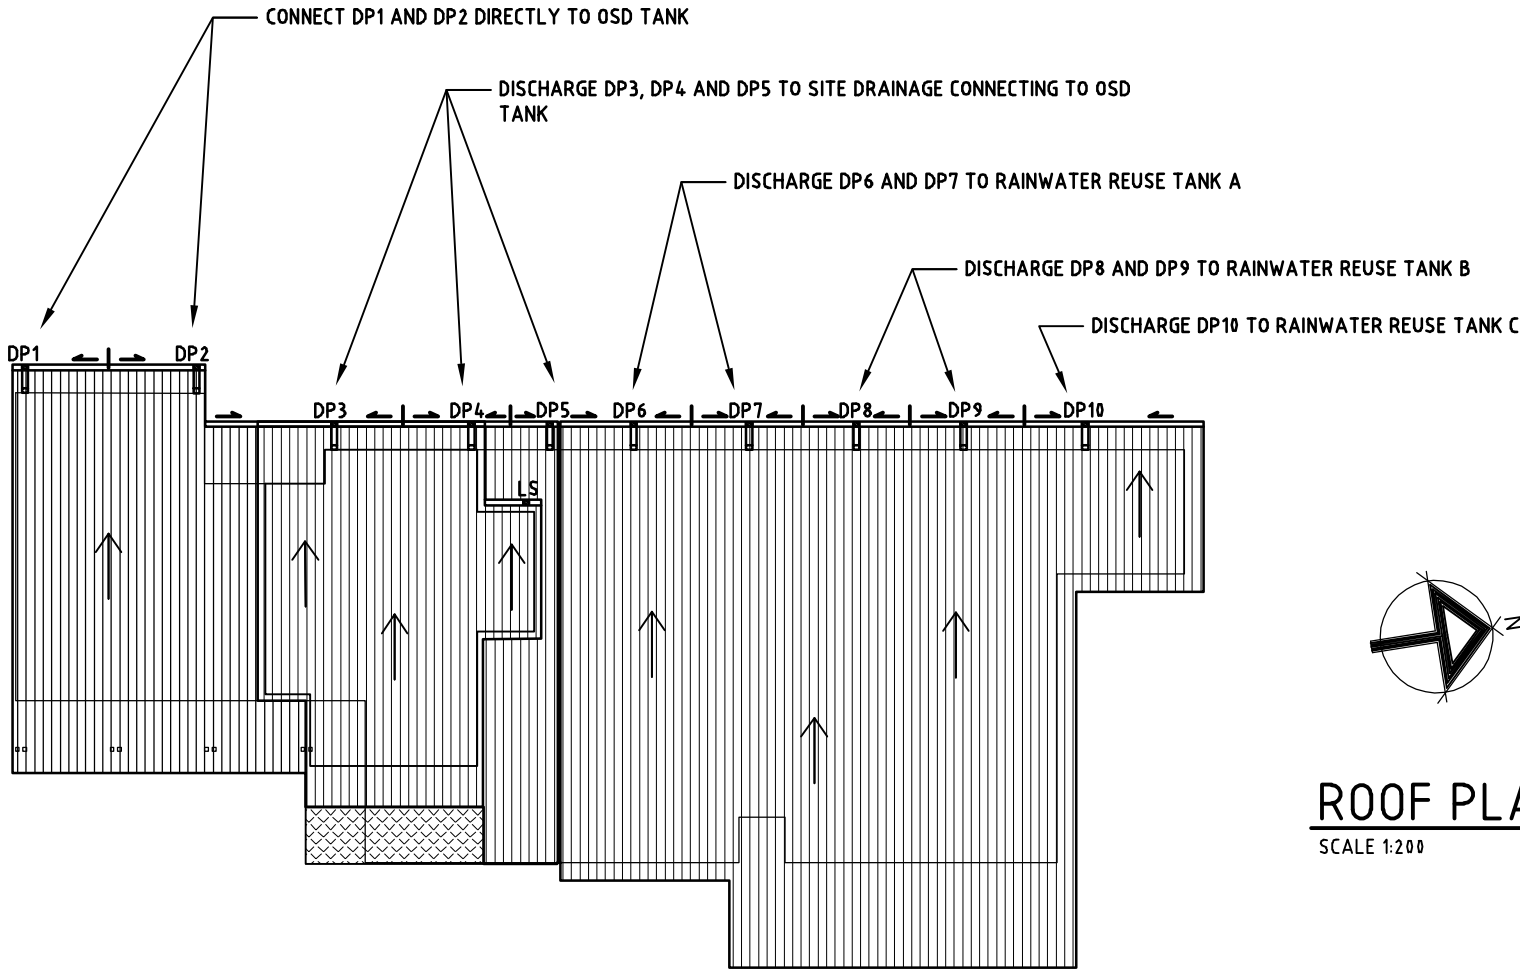 CONNECT DP1 AND DP2 DIRECTLY TO OSD TANK
DISCHARGE DP3, DP4 AND DP5 TO SITE DRAINAGE CONNECTING TO OSD
TANK
DISCHARGE DP6 AND DP7 TO RAINWATER REUSE TANK A
DISCHARGE DP8 AND DP9 TO RAINWATER REUSE TANK B
DISCHARGE DP10 TO RAINWATER REUSE TANK C
DP1
DP2
DP3
DP4
DP5
DP6
DP7
DP8
DP9
DP10
LS
N
ROOF PLA
SCALE 1:200